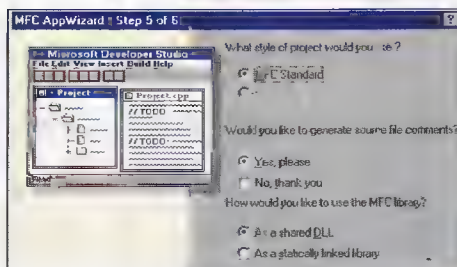 MFC AppWizard - Step 5 of 6
What style of project would you
Microsoft Developer Studio
File Edit View Insert Build Help
Project
Project.cpp
//TODO
//TODO
Standard
Would you like to generate source file comments?
Yes, please
No, thank you
How would you like to use the MFC library?
As a shared DLL
As a statically linked library
Read